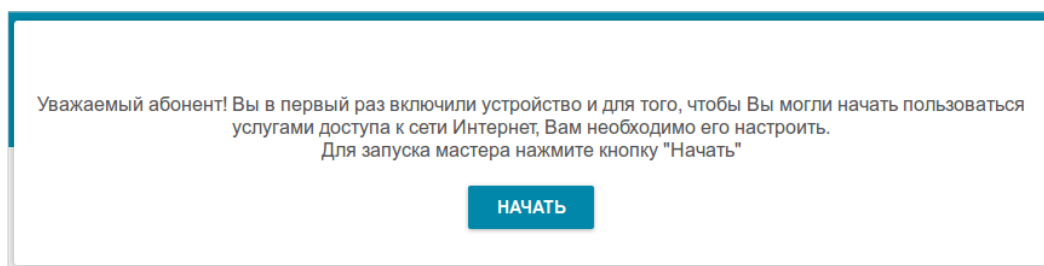 Уважаемый абонент! Вы в первый раз включили устройство и для того, чтобы Вы могли начать пользоваться
услугами доступа к сети Интернет, Вам необходимо его настроить.
Для запуска мастера нажмите кнопку "Начать"
НАЧАТЬ